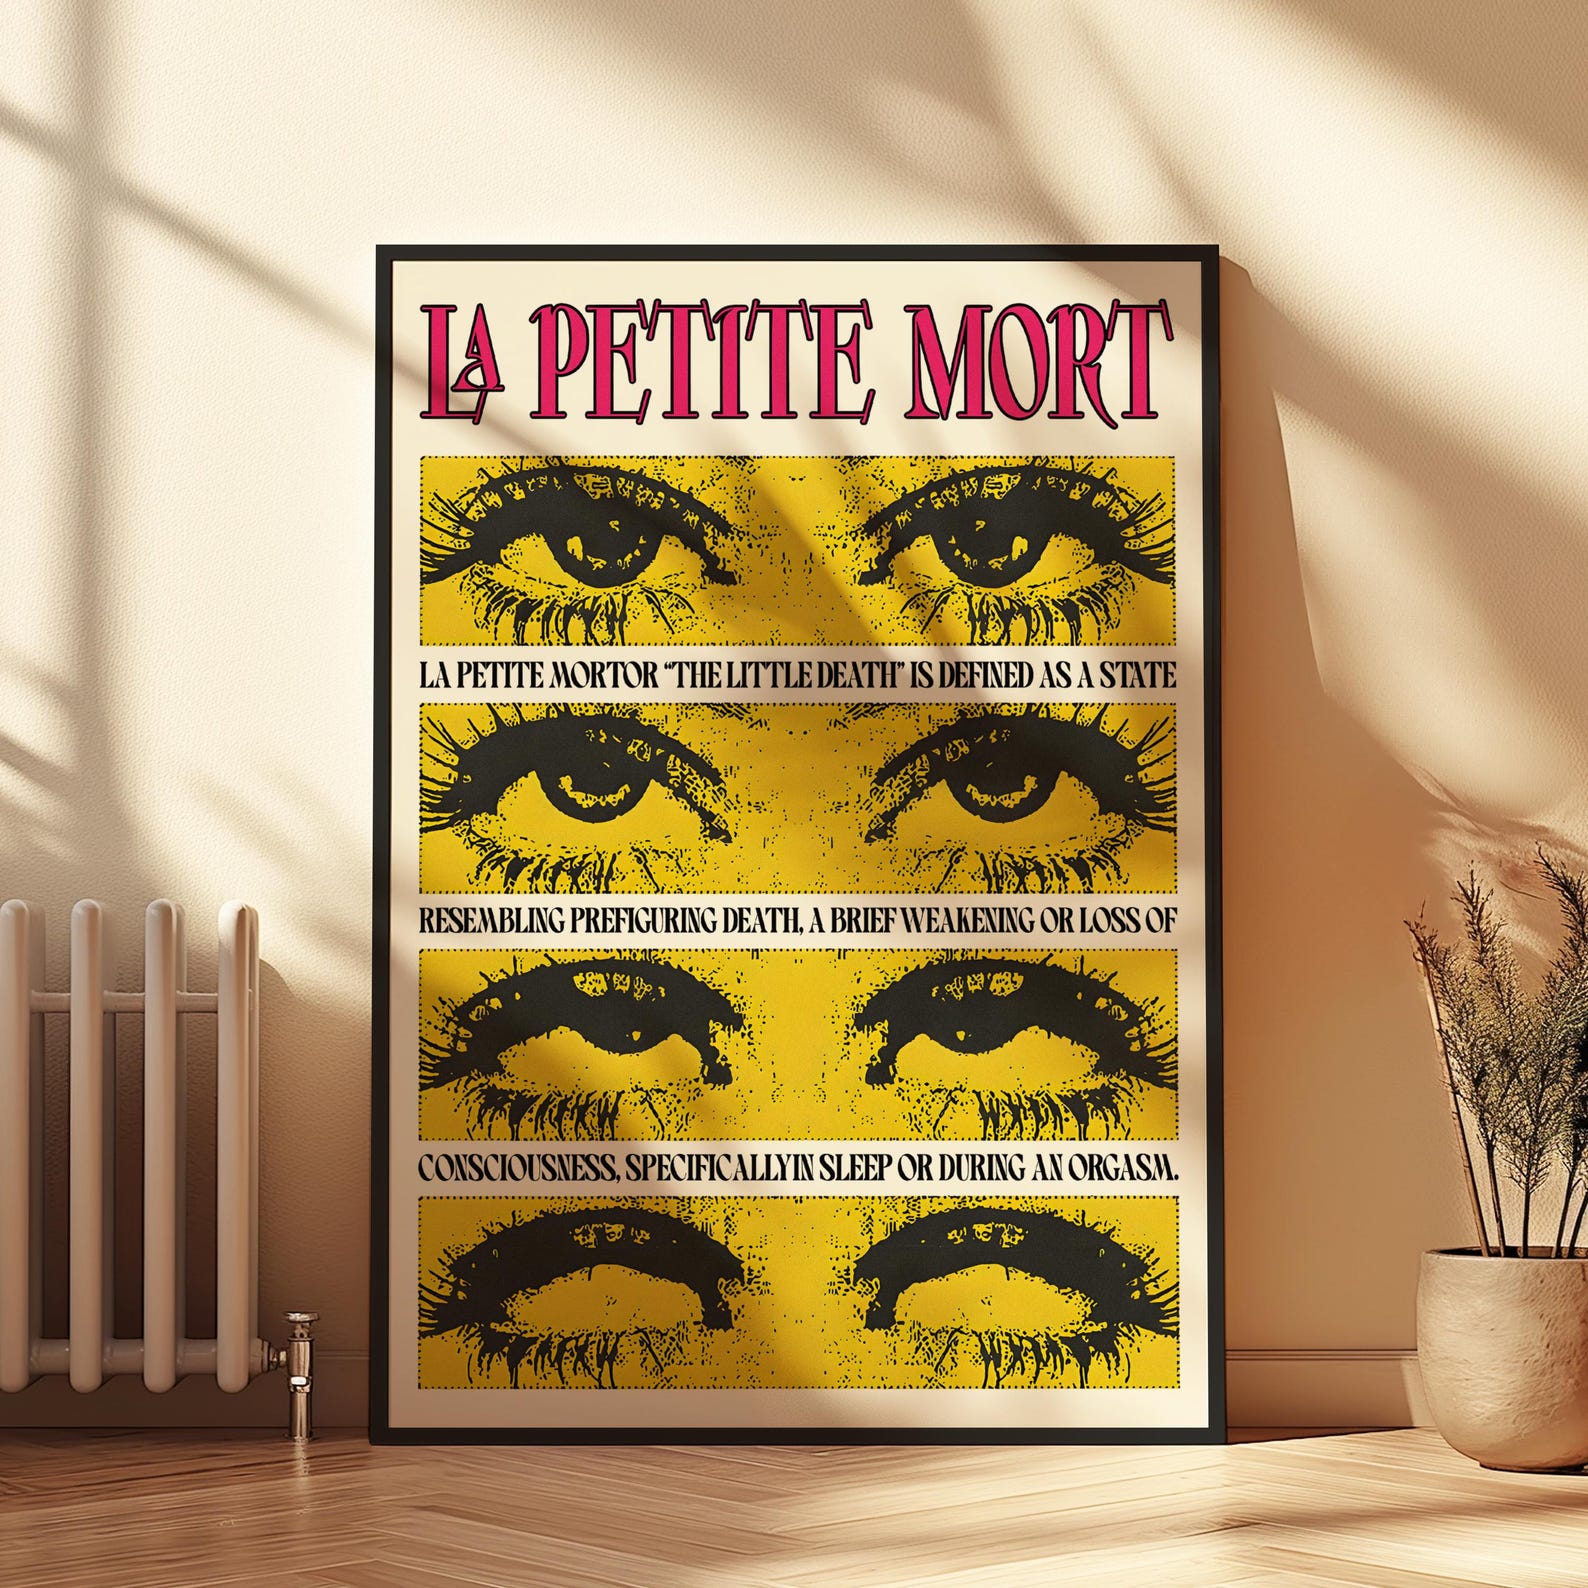 LA PETITE MORT
LA PETITE MORTOR “THE LITTLE DEATH” IS DEFINED AS A STATE
RESEMBLING PREFIGURING DEATH, A BRIEF WEAKENING OR LOSS OF
CONSCIOUSNESS, SPECIFICALLYIN SLEEP OR DURING AN ORGASM.